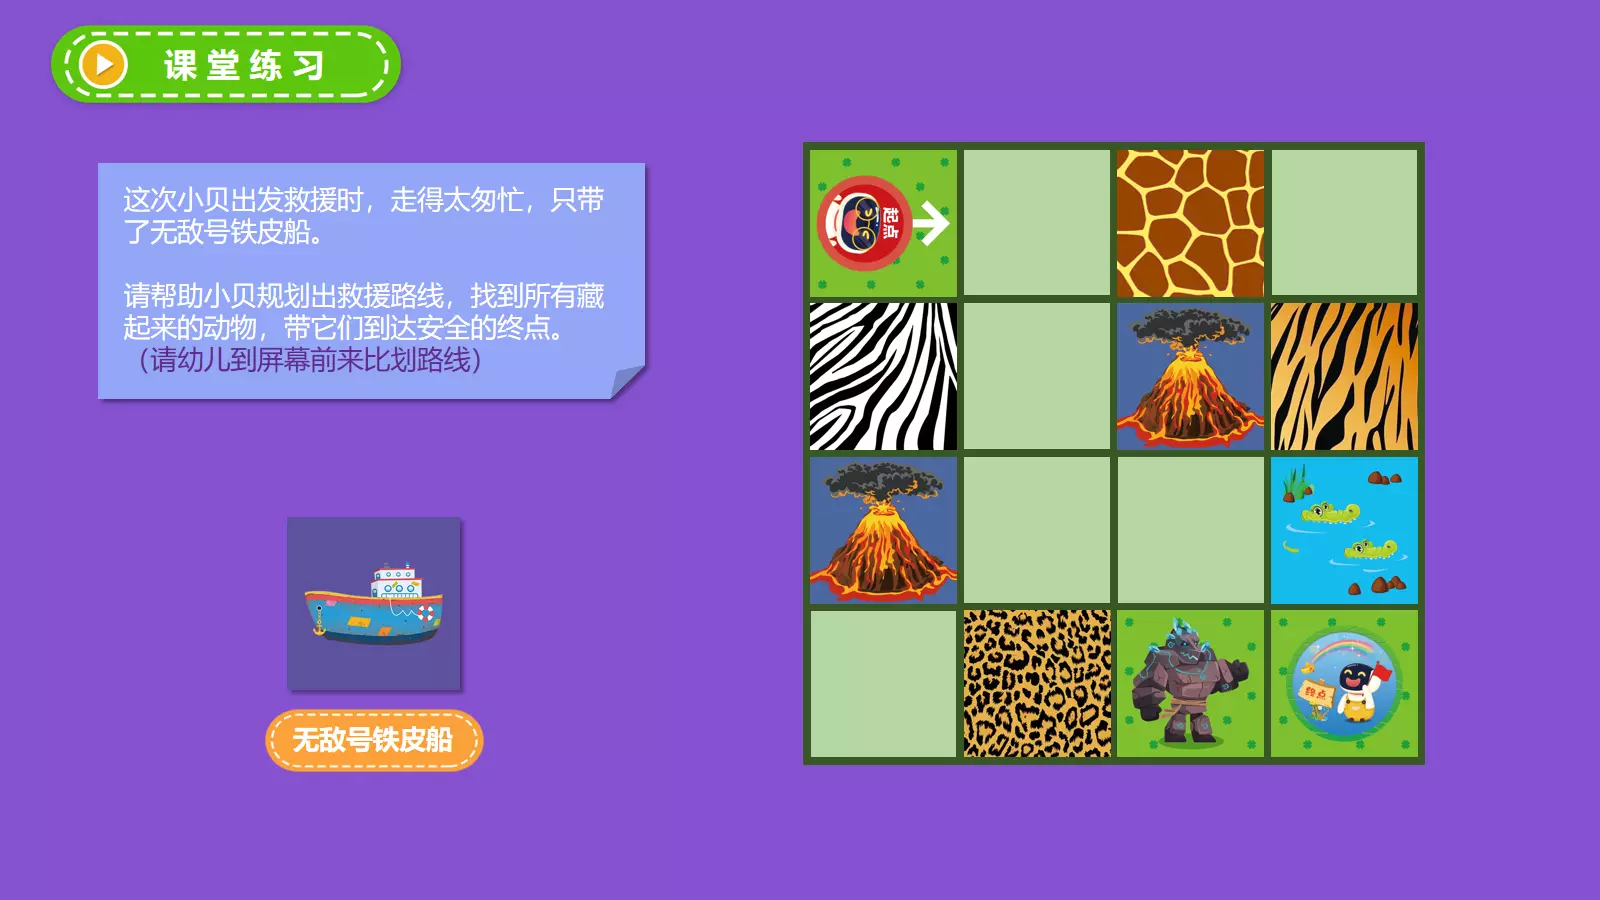 课堂练习
这次小贝出发救援时，走得太匆忙，只带
了无敌号铁皮船。
请帮助小贝规划出救援路线，找到所有藏
起来的动物，带它们到达安全的终点。
（请幼儿到屏幕前来比划路线）
无敌号铁皮船
起点
终点